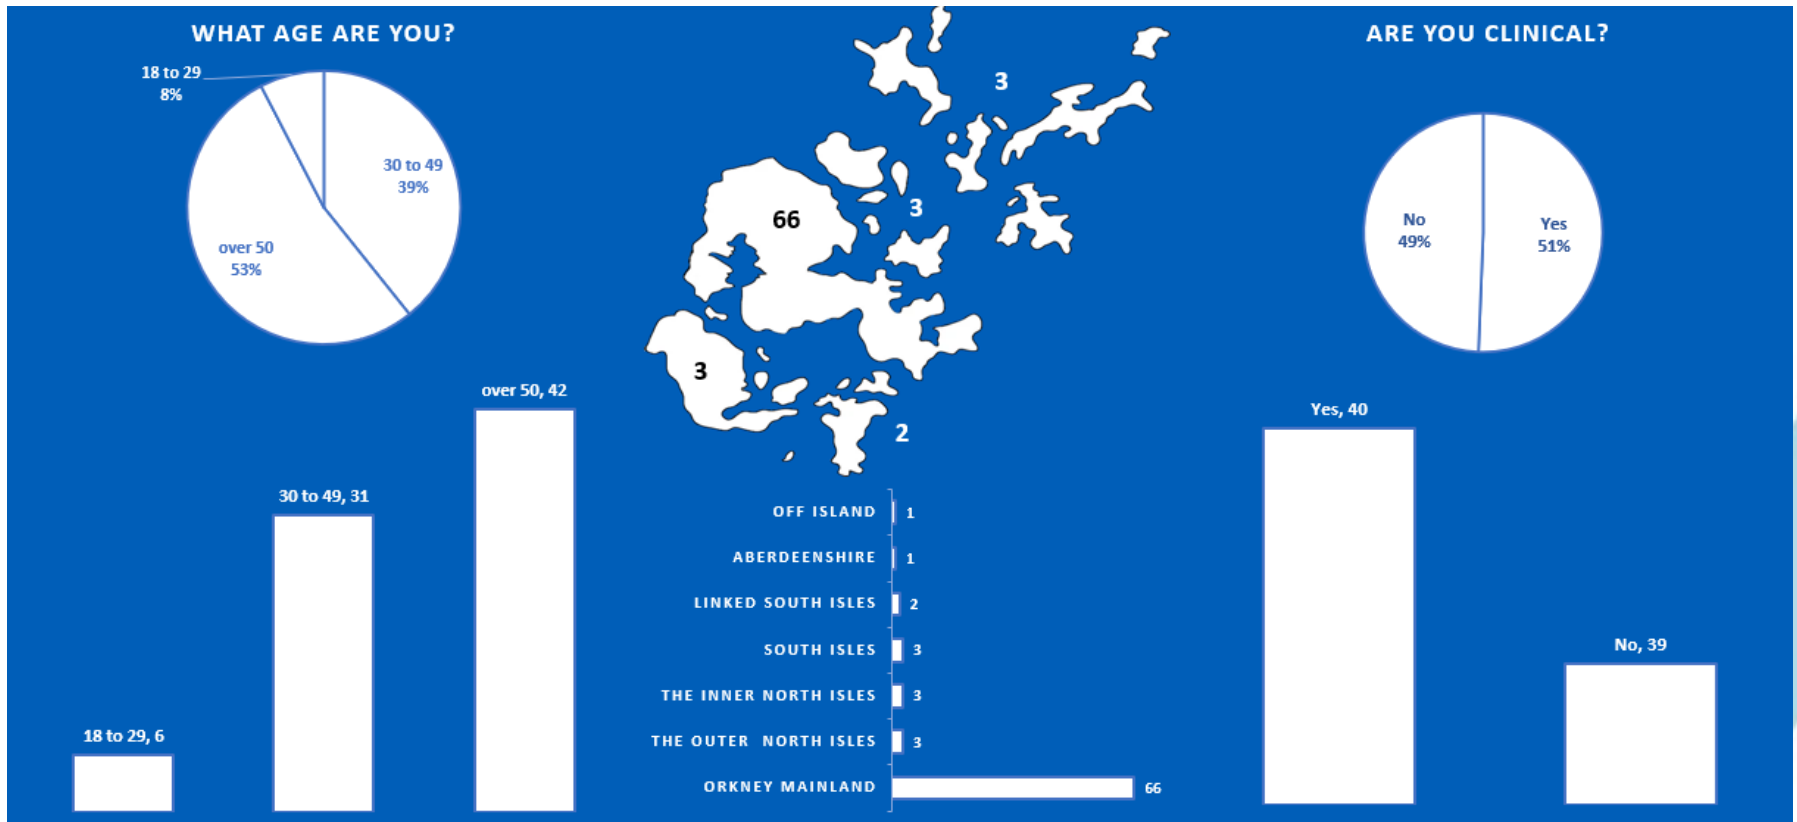 WHAT AGE ARE YOU?
18 to 29
8%
30 to 49
39%
over 50
53%
18 to 29, 6
30 to 49, 31
over 50, 42
3
3
66
3
2
OFF ISLAND 1
ABERDEENSHIRE 1
LINKED SOUTH ISLES 2
SOUTH ISLES 3
THE INNER NORTH ISLES 3
THE OUTER NORTH ISLES 3
ORKNEY MAINLAND 66
ARE YOU CLINICAL?
No
49%
Yes
51%
Yes, 40
No, 39